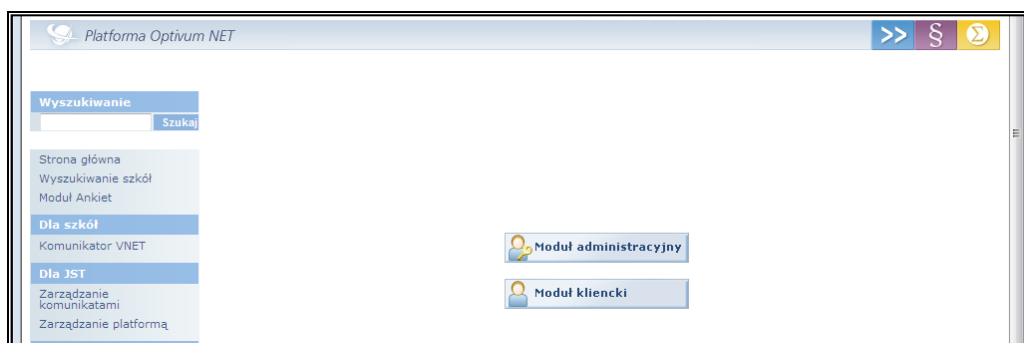 Platforma Optivum NET
>> § Σ
Wyszukiwanie
Szukaj
Strona główna
Wyszukiwanie szkół
Moduł Ankiet
Dla szkół
Komunikator VNET
Dla JST
Zarządzanie
komunikatami
Zarządzanie platformą
Moduł administracyjny
Moduł kliencki